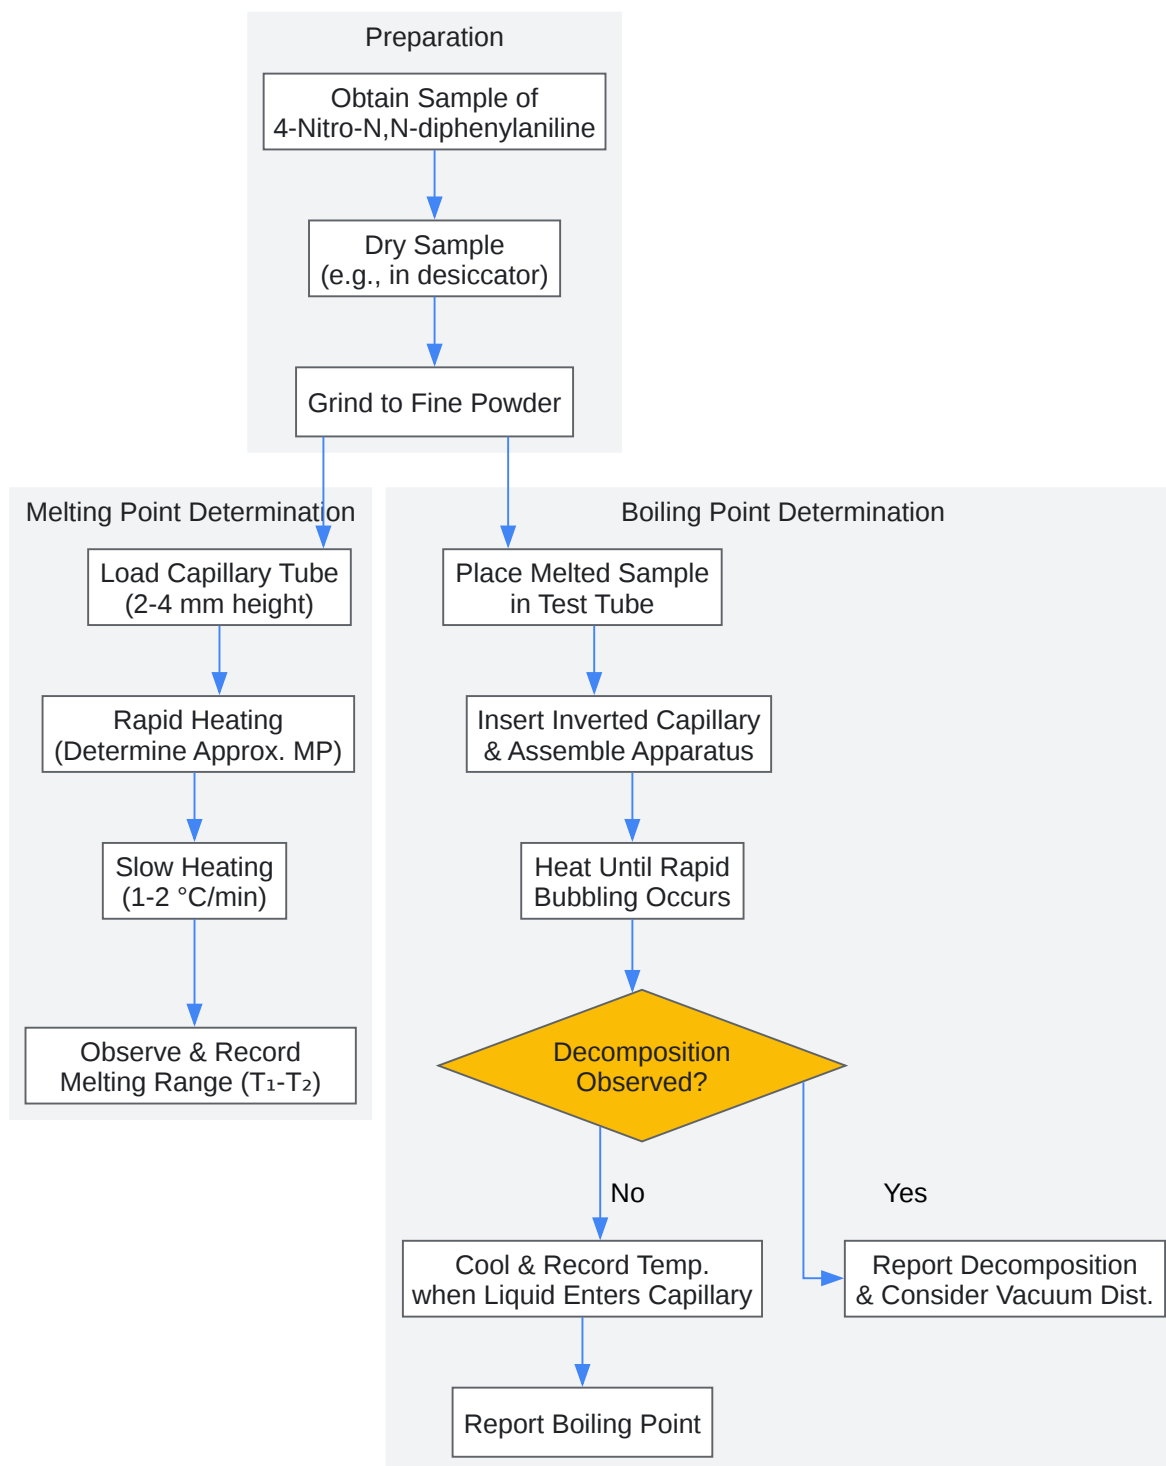 Preparation
Obtain Sample of
4-Nitro-N,N-diphenylaniline
Dry Sample
(e.g., in desiccator)
Grind to Fine Powder
Melting Point Determination
Load Capillary Tube
(2-4 mm height)
Rapid Heating
(Determine Approx. MP)
Slow Heating
(1-2 °C/min)
Observe & Record
Melting Range (T₁-T₂)
Boiling Point Determination
Place Melted Sample
in Test Tube
Insert Inverted Capillary
& Assemble Apparatus
Heat Until Rapid
Bubbling Occurs
Decomposition
Observed?
No
Yes
Cool & Record Temp.
when Liquid Enters Capillary
Report Decomposition
& Consider Vacuum Dist.
Report Boiling Point